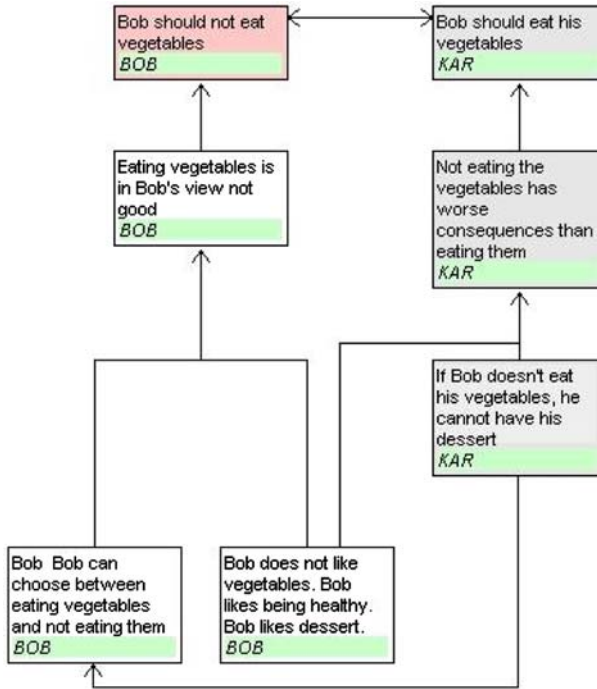 Bob should not eat
vegetables
BOB
Bob should eat his
vegetables
KAR
Eating vegetables is
in Bob's view not
good
BOB
Not eating the
vegetables has
worse
consequences than
eating them
KAR
If Bob doesn't eat
his vegetables, he
cannot have his
dessert
KAR
Bob Bob can
choose between
eating vegetables
and not eating them
BOB
Bob does not like
vegetables. Bob
likes being healthy.
Bob likes dessert.
BOB